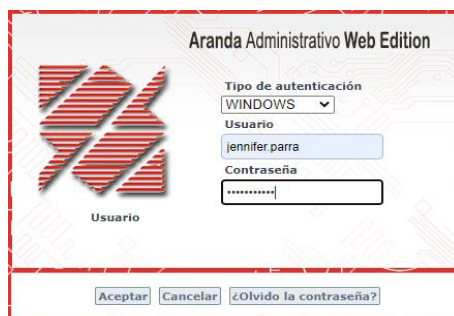 Aranda Administrativo Web Edition
Tipo de autenticación
WINDOWS
Usuario
jennifer.parra
Contraseña
•••••••••••
Usuario
Aceptar Cancelar ¿Olvido la contraseña?